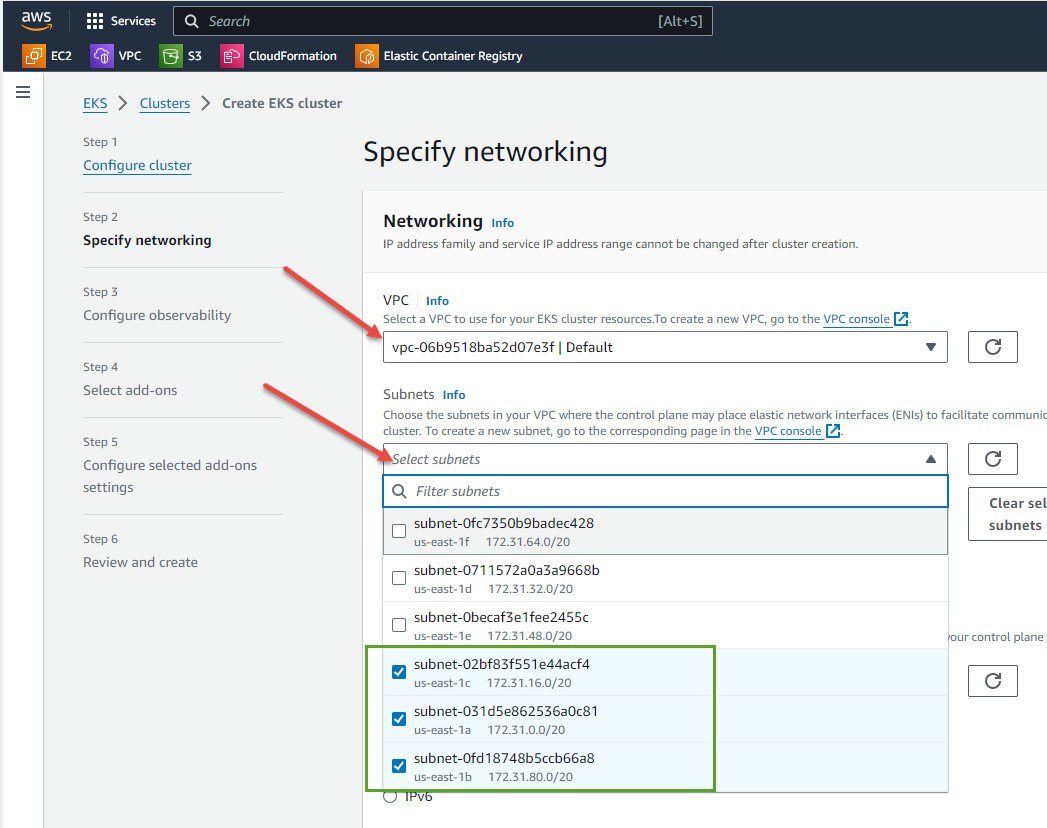 aws
Services
Search
[Alt+S]
EC2
VPC
S3
CloudFormation
Elastic Container Registry
EKS
Clusters
Create EKS cluster
Step 1
Configure cluster
Step 2
Specify networking
Step 3
Configure observability
Step 4
Select add-ons
Step 5
Configure selected add-ons
settings
Step 6
Review and create
Specify networking
Networking Info
IP address family and service IP address range cannot be changed after cluster creation.
VPC Info
Select a VPC to use for your EKS cluster resources.To create a new VPC, go to the VPC console.
vpc-06b9518ba52d07e3f | Default
Subnets Info
Choose the subnets in your VPC where the control plane may place elastic network interfaces (ENIs) to facilitate communic
cluster. To create a new subnet, go to the corresponding page in the VPC console.
Select subnets
Filter subnets
Clear sel
subnets
subnet-0fc7350b9badec428
us-east-1f 172.31.64.0/20
subnet-0711572a0a3a9668b
us-east-1d 172.31.32.0/20
subnet-0becaf3e1fee2455c
us-east-1e 172.31.48.0/20
your control plane
subnet-02bf83f551e44acf4
us-east-1c 172.31.16.0/20
subnet-031d5e862536a0c81
us-east-1a 172.31.0.0/20
subnet-0fd18748b5ccb66a8
us-east-1b 172.31.80.0/20
IPv6